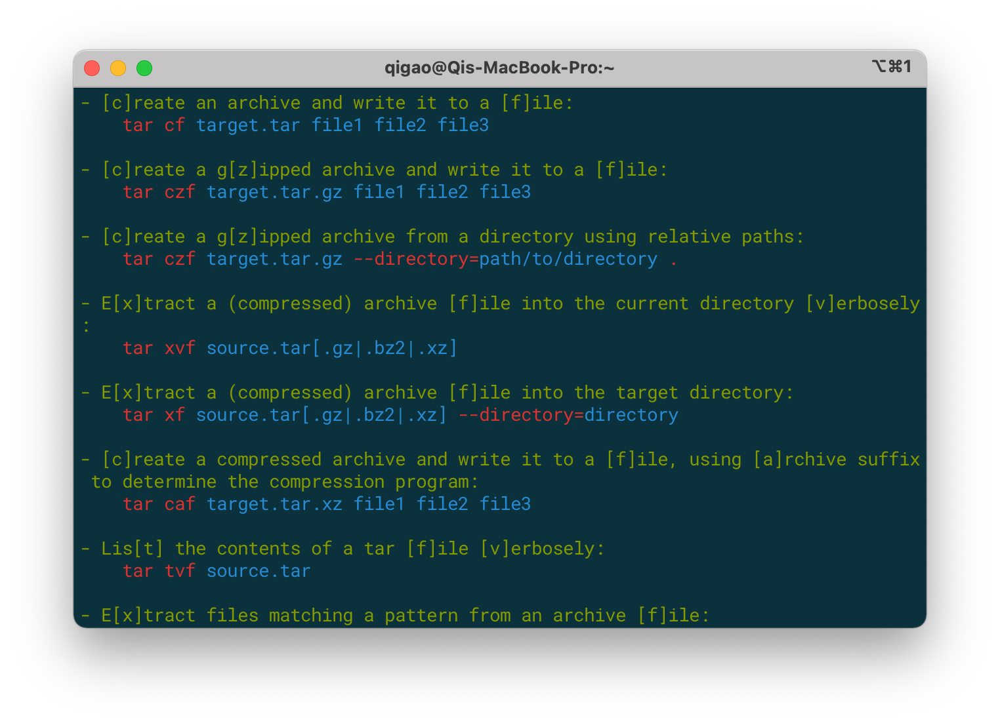 qigao@Qis-MacBook-Pro:~ ⌥⌘1
- [c]reate an archive and write it to a [f]ile:
    tar cf target.tar file1 file2 file3

- [c]reate a g[z]ipped archive and write it to a [f]ile:
    tar czf target.tar.gz file1 file2 file3

- [c]reate a g[z]ipped archive from a directory using relative paths:
    tar czf target.tar.gz --directory=path/to/directory .

- E[x]tract a (compressed) archive [f]ile into the current directory [v]erbosely
:
    tar xvf source.tar[.gz|.bz2|.xz]

- E[x]tract a (compressed) archive [f]ile into the target directory:
    tar xf source.tar[.gz|.bz2|.xz] --directory=directory

- [c]reate a compressed archive and write it to a [f]ile, using [a]rchive suffix
 to determine the compression program:
    tar caf target.tar.xz file1 file2 file3

- Lis[t] the contents of a tar [f]ile [v]erbosely:
    tar tvf source.tar

- E[x]tract files matching a pattern from an archive [f]ile: